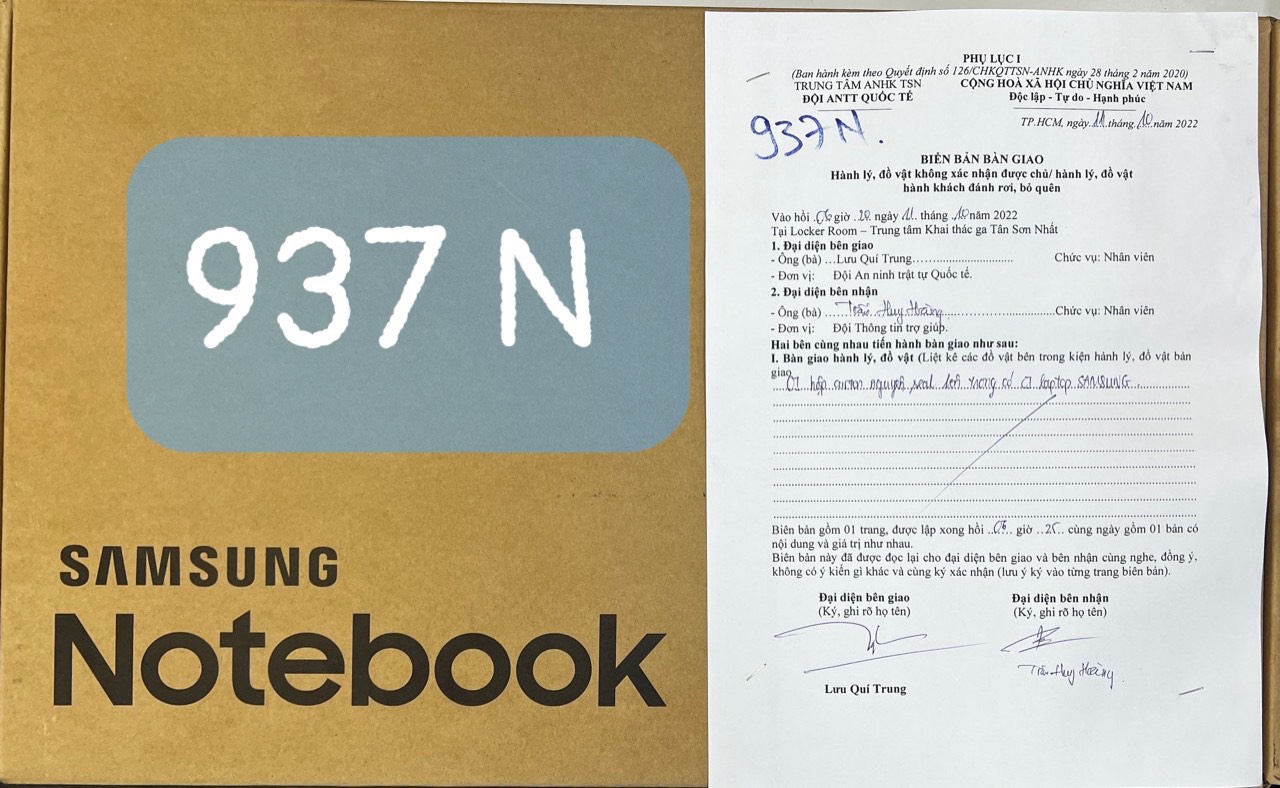 937 N
SAMSUNG
Notebook
PHỤ LỤC I
(Ban hành kèm theo Quyết định số 126/CHKQTTSN-ANHK ngày 28 tháng 2 năm 2020)
TRUNG TÂM ANHK TSN CỘNG HOÀ XÃ HỘI CHỦ NGHĨA VIỆT NAM
ĐỘI ANTT QUỐC TẾ Độc lập - Tự do - Hạnh phúc
937N.
TP.HCM, ngày 11 tháng 10 năm 2022
BIÊN BẢN BÀN GIAO
Hành lý, đồ vật không xác nhận được chủ/ hành lý, đồ vật
hành khách đánh rơi, bỏ quên
Vào hồi 06 giờ 20 ngày 11 tháng 10 năm 2022
Tại Locker Room – Trung tâm Khai thác ga Tân Sơn Nhất
1. Đại diện bên giao
- Ông (bà) ...Lưu Quí Trung.............................. Chức vụ: Nhân viên
- Đơn vị: Đội An ninh trật tự Quốc tế.
2. Đại diện bên nhận
- Ông (bà) ......Trần Huy Hoàng..............................Chức vụ: Nhân viên
- Đơn vị: Đội Thông tin trợ giúp.
Hai bên cùng nhau tiến hành bàn giao như sau:
1. Bàn giao hành lý, đồ vật (Liệt kê các đồ vật bên trong kiện hành lý, đồ vật bàn
giao
01 hộp carton nguyên seal bên trong có 01 laptop SAMSUNG
Biên bản gồm 01 trang, được lập xong hồi ..06.. giờ ..25.. cùng ngày gồm 01 bản có
nội dung và giá trị như nhau.
Biên bản này đã được đọc lại cho đại diện bên giao và bên nhận cùng nghe, đồng ý,
không có ý kiến gì khác và cùng ký xác nhận (lưu ý ký vào từng trang biên bản).
Đại diện bên giao Đại diện bên nhận
(Ký, ghi rõ họ tên) (Ký, ghi rõ họ tên)
Trần Huy Hoàng
Lưu Quí Trung